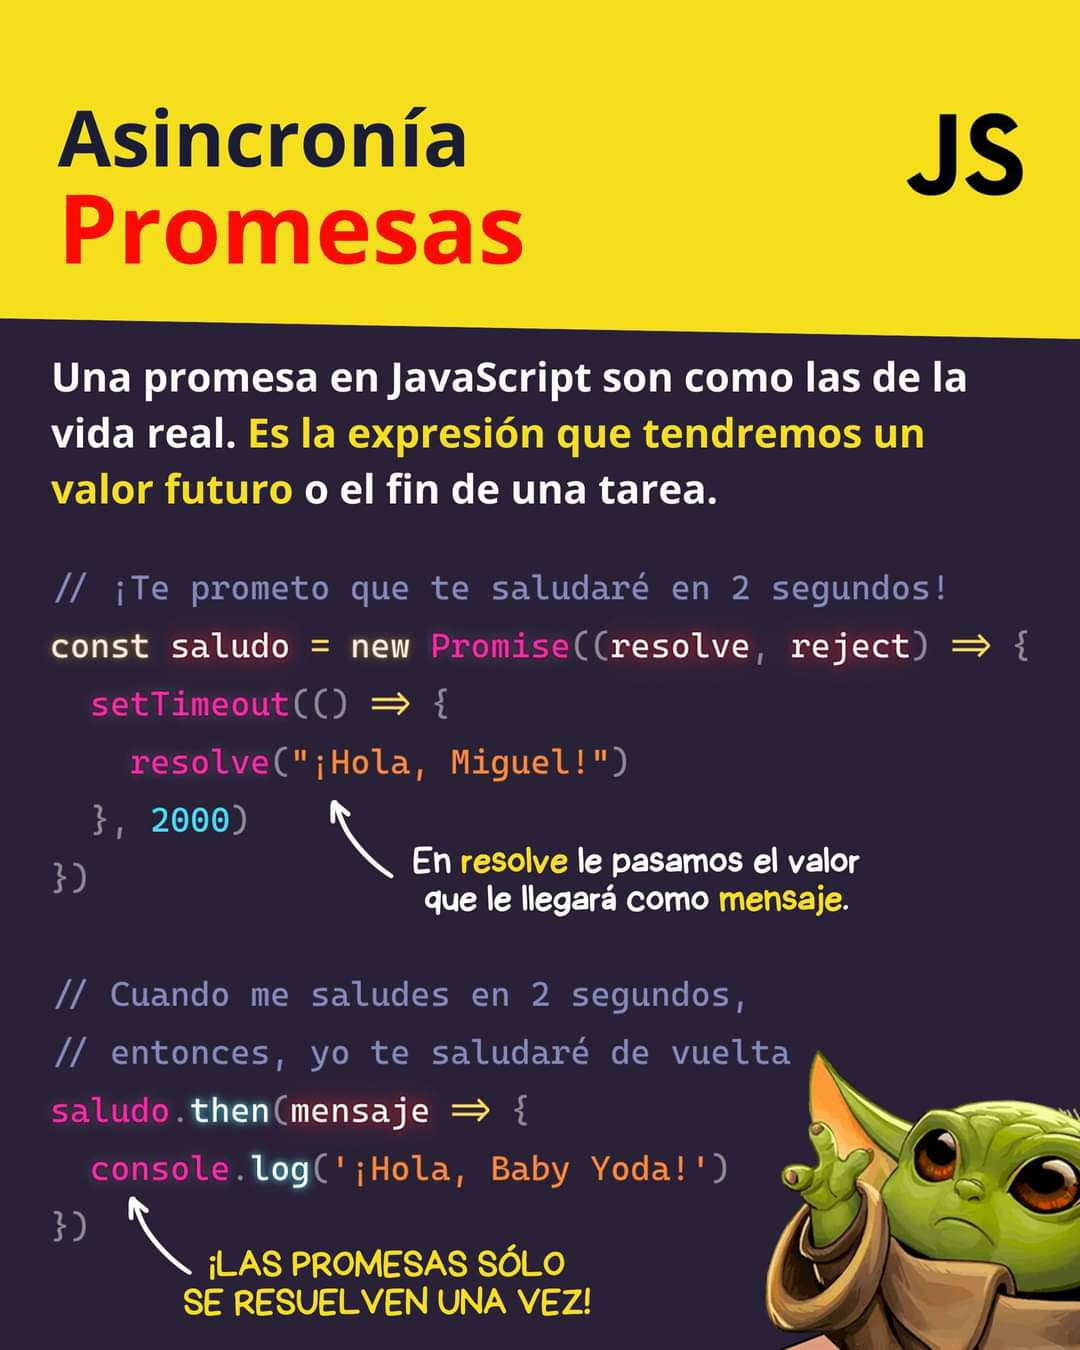 Asincronía
JS
Promesas
Una promesa en JavaScript son como las de la
vida real. Es la expresión que tendremos un
valor futuro o el fin de una tarea.
// ¡Te prometo que te saludaré en 2 segundos!
const saludo = new Promise((resolve, reject) => {
  setTimeout(() => {
    resolve("¡Hola, Miguel!")
  }, 2000)
})
En resolve le pasamos el valor
que le llegará como mensaje.
// Cuando me saludes en 2 segundos,
// entonces, yo te saludaré de vuelta
saludo.then(mensaje => {
  console.log('¡Hola, Baby Yoda!')
})
¡LAS PROMESAS SÓLO
SE RESUELVEN UNA VEZ!